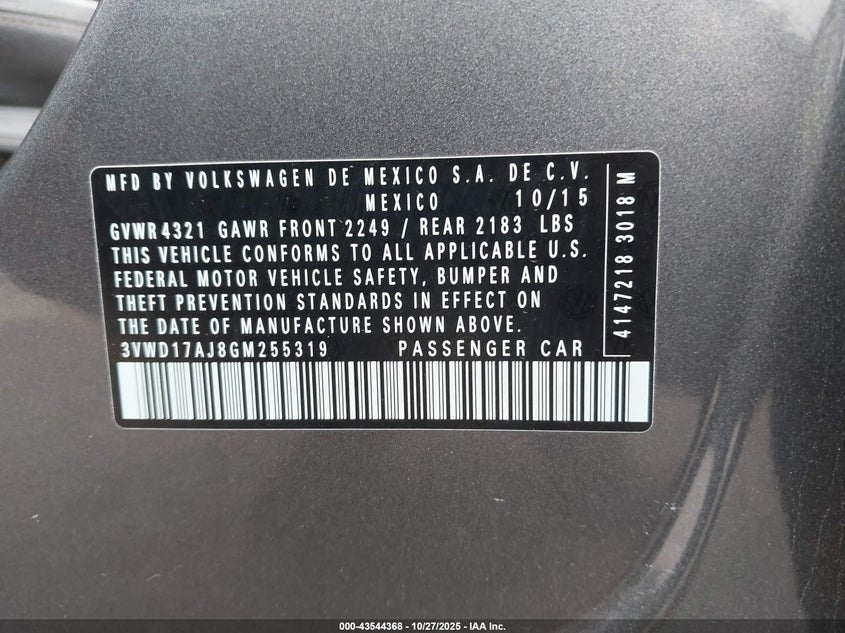 MFD BY VOLKSWAGEN DE MEXICO S.A. DE C.V.
MEXICO 10/15
GVWR 4321 GAWR FRONT 2249 / REAR 2183 LBS
THIS VEHICLE CONFORMS TO ALL APPLICABLE U.S.
FEDERAL MOTOR VEHICLE SAFETY, BUMPER AND
THEFT PREVENTION STANDARDS IN EFFECT ON
THE DATE OF MANUFACTURE SHOWN ABOVE.
3VWD17AJ8GM255319 PASSENGER CAR
4147218 3018 M
000-43544368 - 10/27/2025 - IAA Inc.